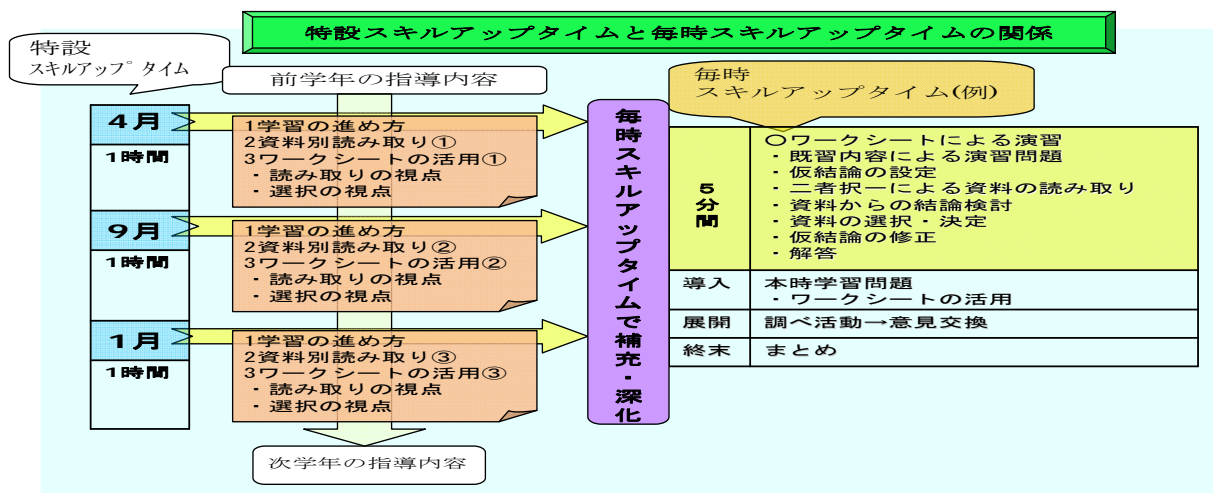 特設スキルアップタイムと毎時スキルアップタイムの関係
特設
スキルアップ゜タイム
前学年の指導内容
4月
1時間
1学習の進め方
2資料別読み取り①
3ワークシートの活用①
・読み取りの視点
・選択の視点
9月
1時間
1学習の進め方
2資料別読み取り②
3ワークシートの活用②
・読み取りの視点
・選択の視点
1月
1時間
1学習の進め方
2資料別読み取り③
3ワークシートの活用③
・読み取りの視点
・選択の視点
次学年の指導内容
毎時スキルアップタイムで補充・深化
毎時
スキルアップタイム(例)
5分間
○ワークシートによる演習
・既習内容による演習問題
・仮結論の設定
・二者択一による資料の読み取り
・資料からの結論検討
・資料の選択・決定
・仮結論の修正
・解答
導入 本時学習問題
・ワークシートの活用
展開 調べ活動→意見交換
終末 まとめ